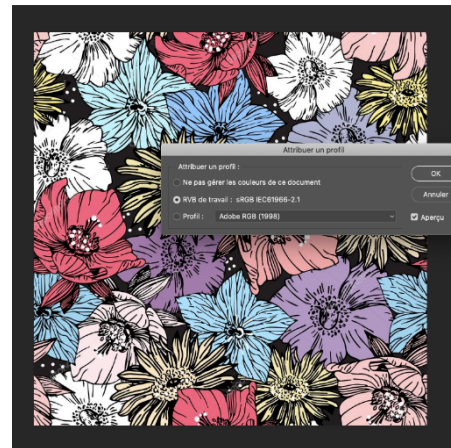 Attribuer un profil
Attribuer un profil :
Ne pas gérer les couleurs de ce document
RVB de travail : sRGB IEC61966-2.1
Profil : Adobe RGB (1998)
OK
Annuler
Aperçu